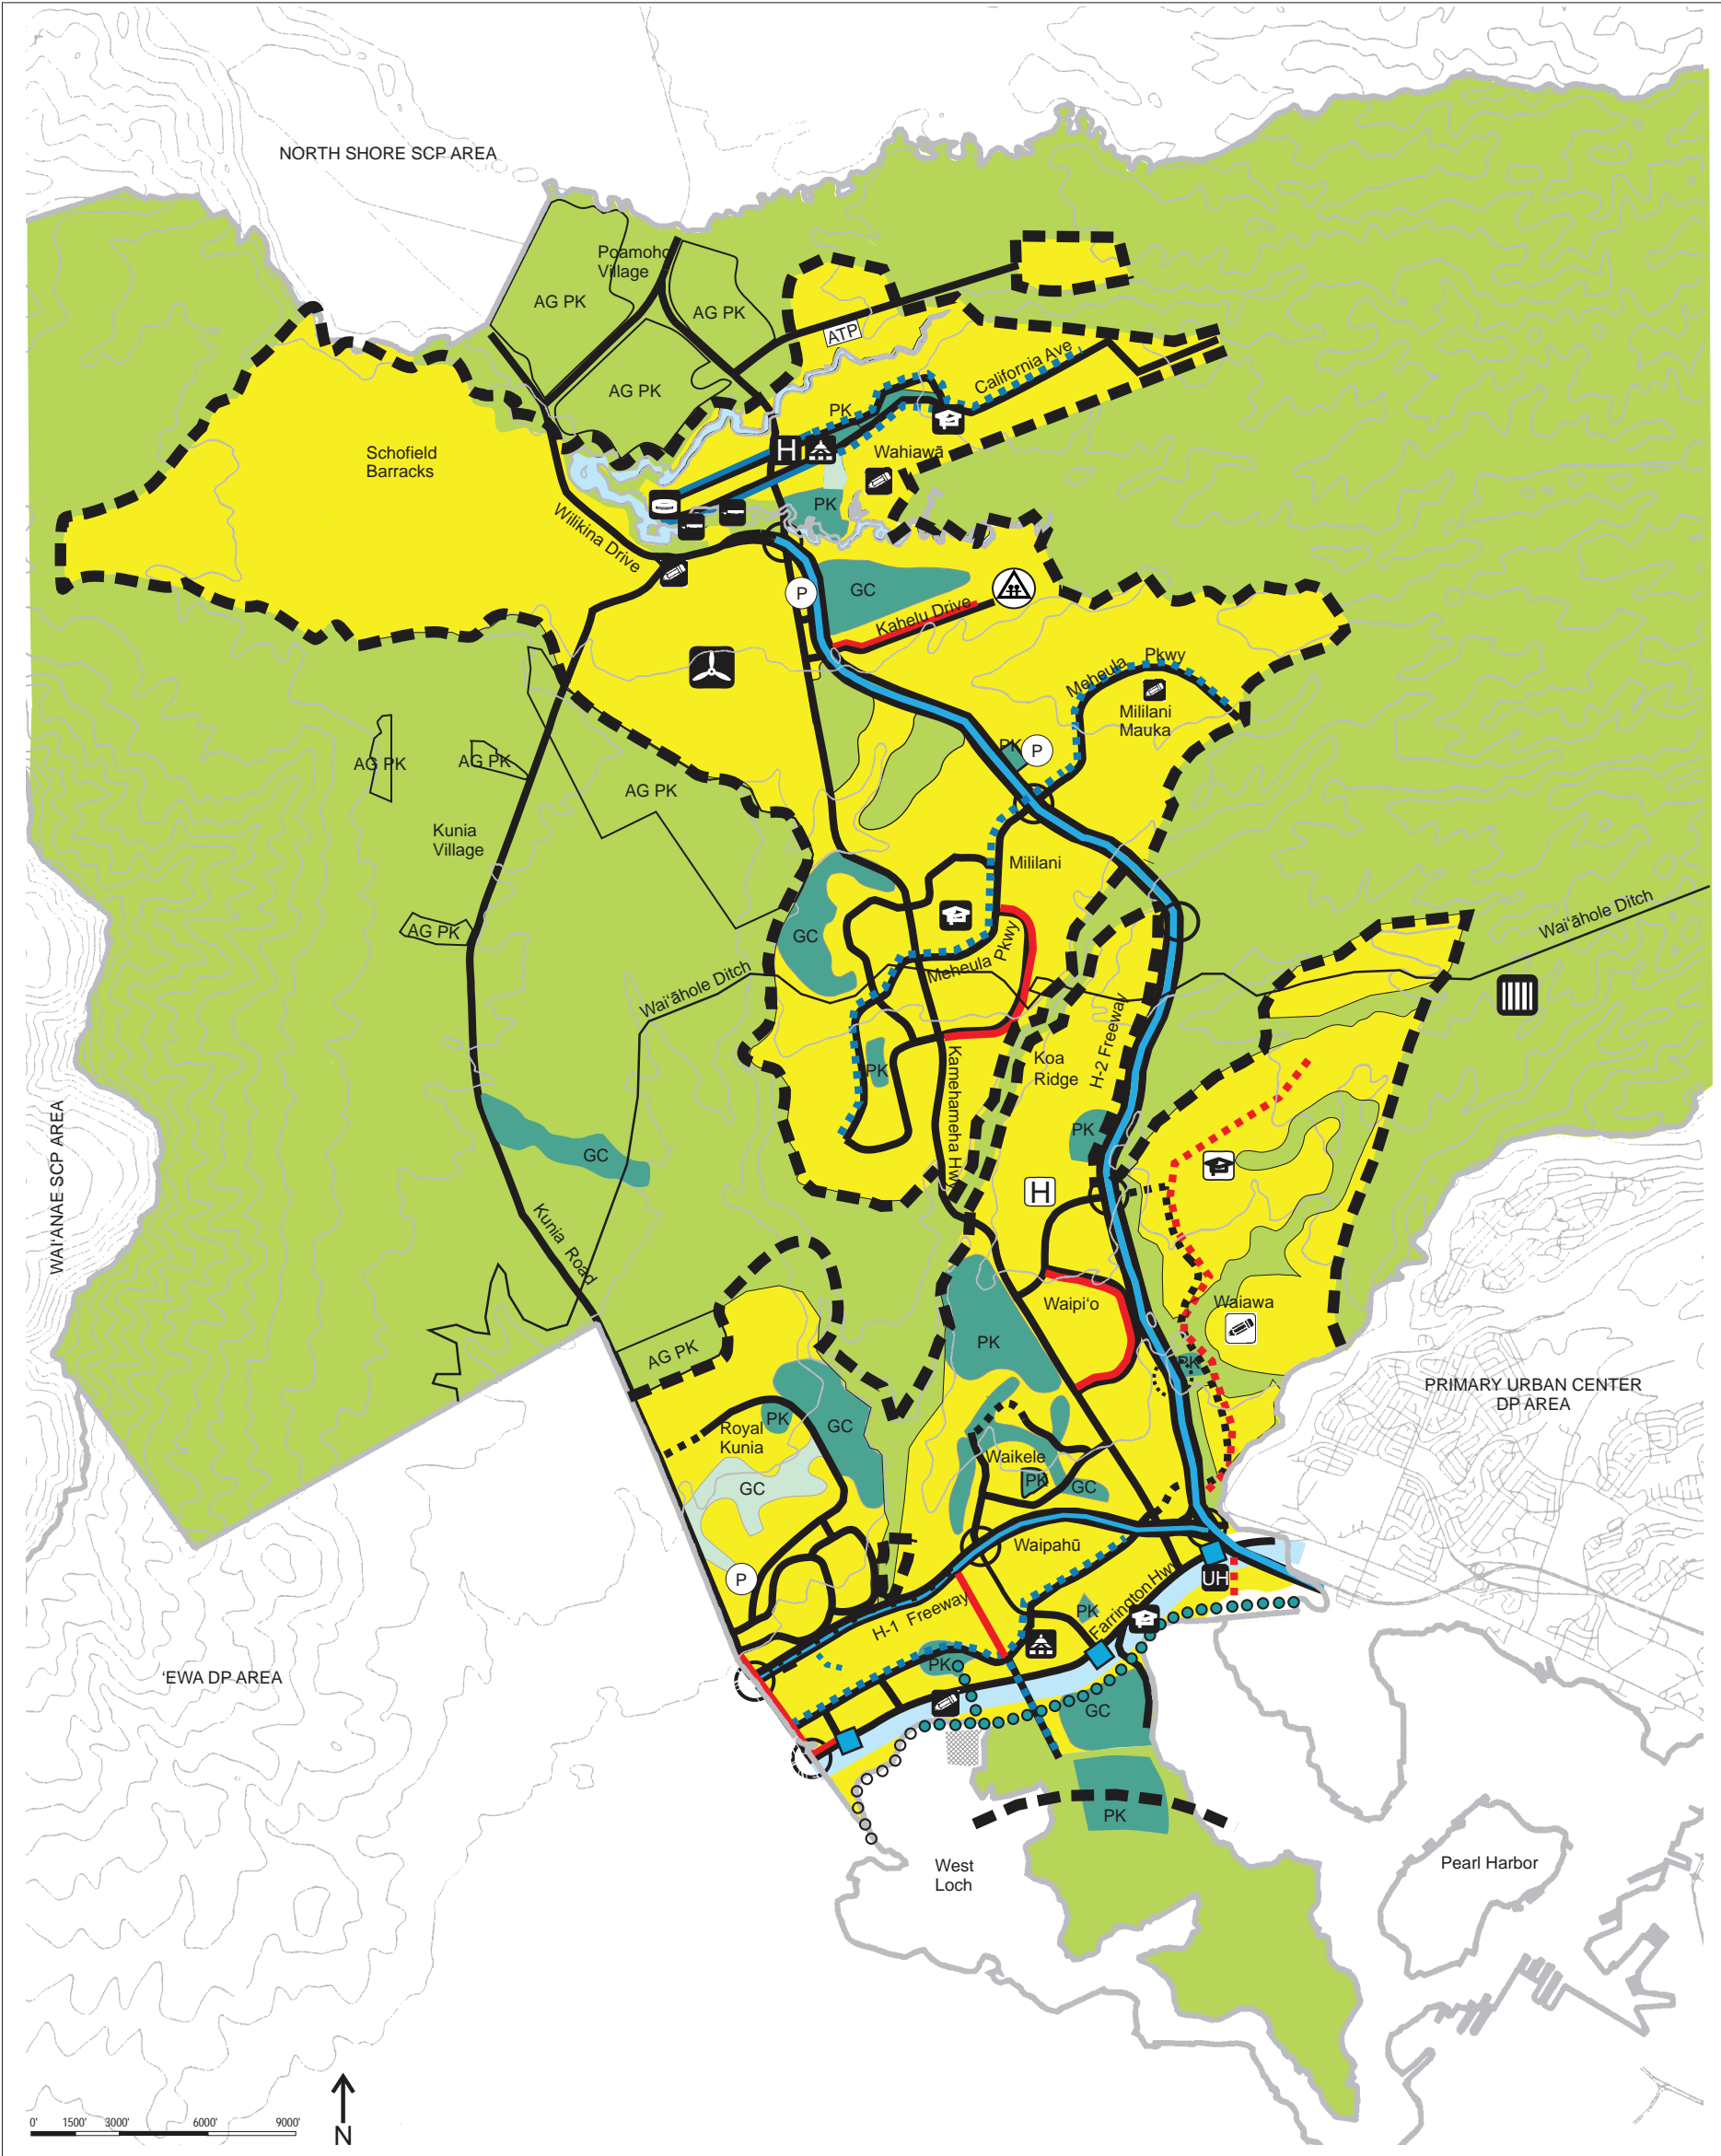 NORTH SHORE SCP AREA
Poamoho
Village
AG PK
AG PK
ATP
AG PK
California Ave
PK
H
Wahiawā
Schofield
Barracks
PK
Wilikina Drive
P
GC
Kahelu Drive
Meheula Pkwy
Mililani
Mauka
PK
P
AG PK
AG PK
AG PK
Kunia
Village
Mililani
AG PK
GC
Meheula Pkwy
Wai‘āhole Ditch
Wai‘āhole Ditch
H-2 Freeway
Koa
Ridge
PK
Kamehameha Hwy
PK
GC
H
WAI‘ANAE SCP AREA
Kunia Road
Waipi‘o
Waiawa
PK
AG PK
PK
PRIMARY URBAN CENTER
DP AREA
PK
GC
Royal
Kunia
Waikele
PK
GC
GC
Waipahū
P
UH
H-1 Freeway
PK
Farrington Hwy
PK
‘EWA DP AREA
GC
PK
West
Loch
Pearl Harbor
0' 1500' 3000' 6000' 9000'
N